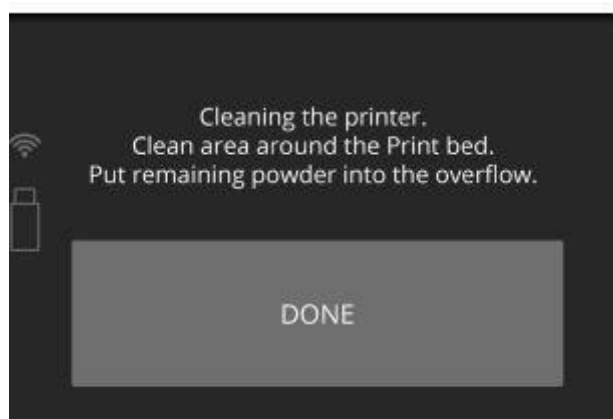 Cleaning the printer.
Clean area around the Print bed.
Put remaining powder into the overflow.
DONE